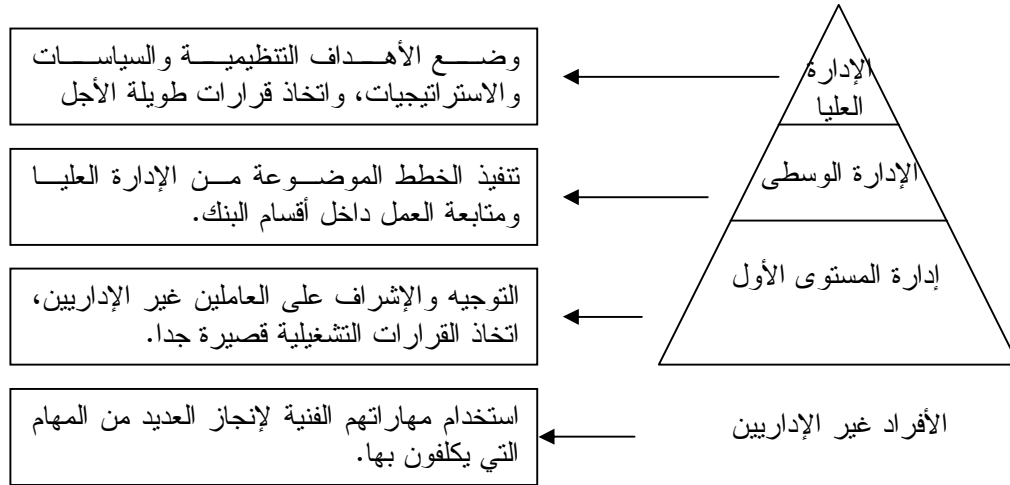 الإدارة
العليا
وضع الأهداف التنظيمية والسياسات
والاستراتيجيات، واتخاذ قرارات طويلة الأجل
الإدارة الوسطى
تنفيذ الخطط الموضوعة من الإدارة العليا
ومتابعة العمل داخل أقسام البنك.
إدارة المستوى الأول
التوجيه والإشراف على العاملين غير الإداريين،
اتخاذ القرارات التشغيلية قصيرة جدا.
الأفراد غير الإداريين
استخدام مهاراتهم الفنية لإنجاز العديد من المهام
التي يكلفون بها.